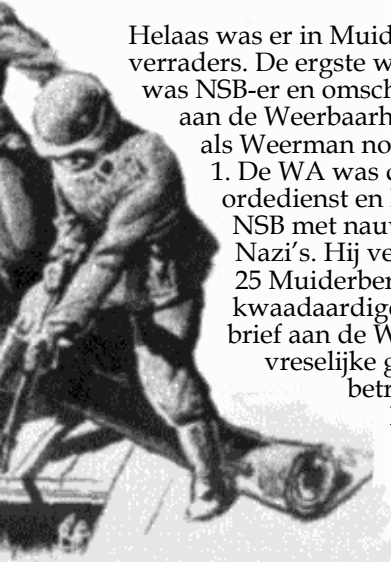 Helaas was er in Muid
verraders. De ergste w
was NSB-er en omsch
aan de Weerbaarh
als Weerman no
1. De WA was
ordedienst en
NSB met nauw
Nazi's. Hij ve
25 Muiderber
kwaadaardig
brief aan de W
vreselijke g
betr